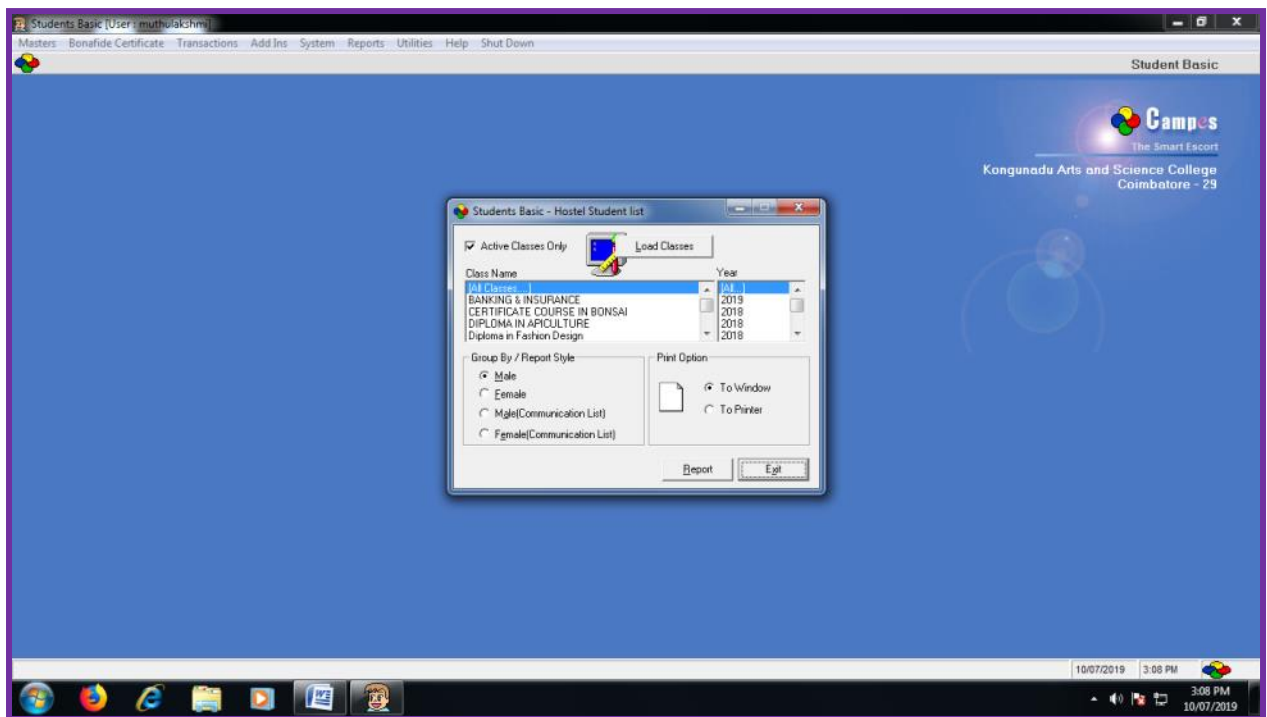 Students Basic [User : muthulakshmi]
Masters Bonafide Certificate Transactions Add Ins System Reports Utilities Help Shut Down
Student Basic
Campes
The Smart Escort
Kongunadu Arts and Science College
Coimbatore - 29
Students Basic - Hostel Student list
Active Classes Only
Load Classes
Class Name Year
[All Classes....] [All...]
BANKING & INSURANCE 2019
CERTIFICATE COURSE IN BONSAI 2018
DIPLOMA IN APICULTURE 2018
Diploma in Fashion Design 2018
Group By / Report Style
Male
Female
Male(Communication List)
Female(Communication List)
Print Option
To Window
To Printer
Report Exit
10/07/2019 3:08 PM
3:08 PM
10/07/2019